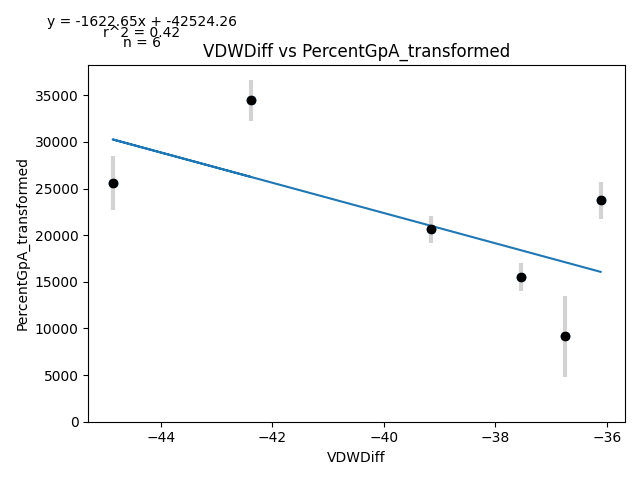 y = -1622.65x + -42524.26
r^2 = 0.42
n = 6
VDWDiff vs PercentGpA_transformed
PercentGpA_transformed
35000
30000
25000
20000
15000
10000
5000
0
−44
−42
−40
−38
−36
VDWDiff